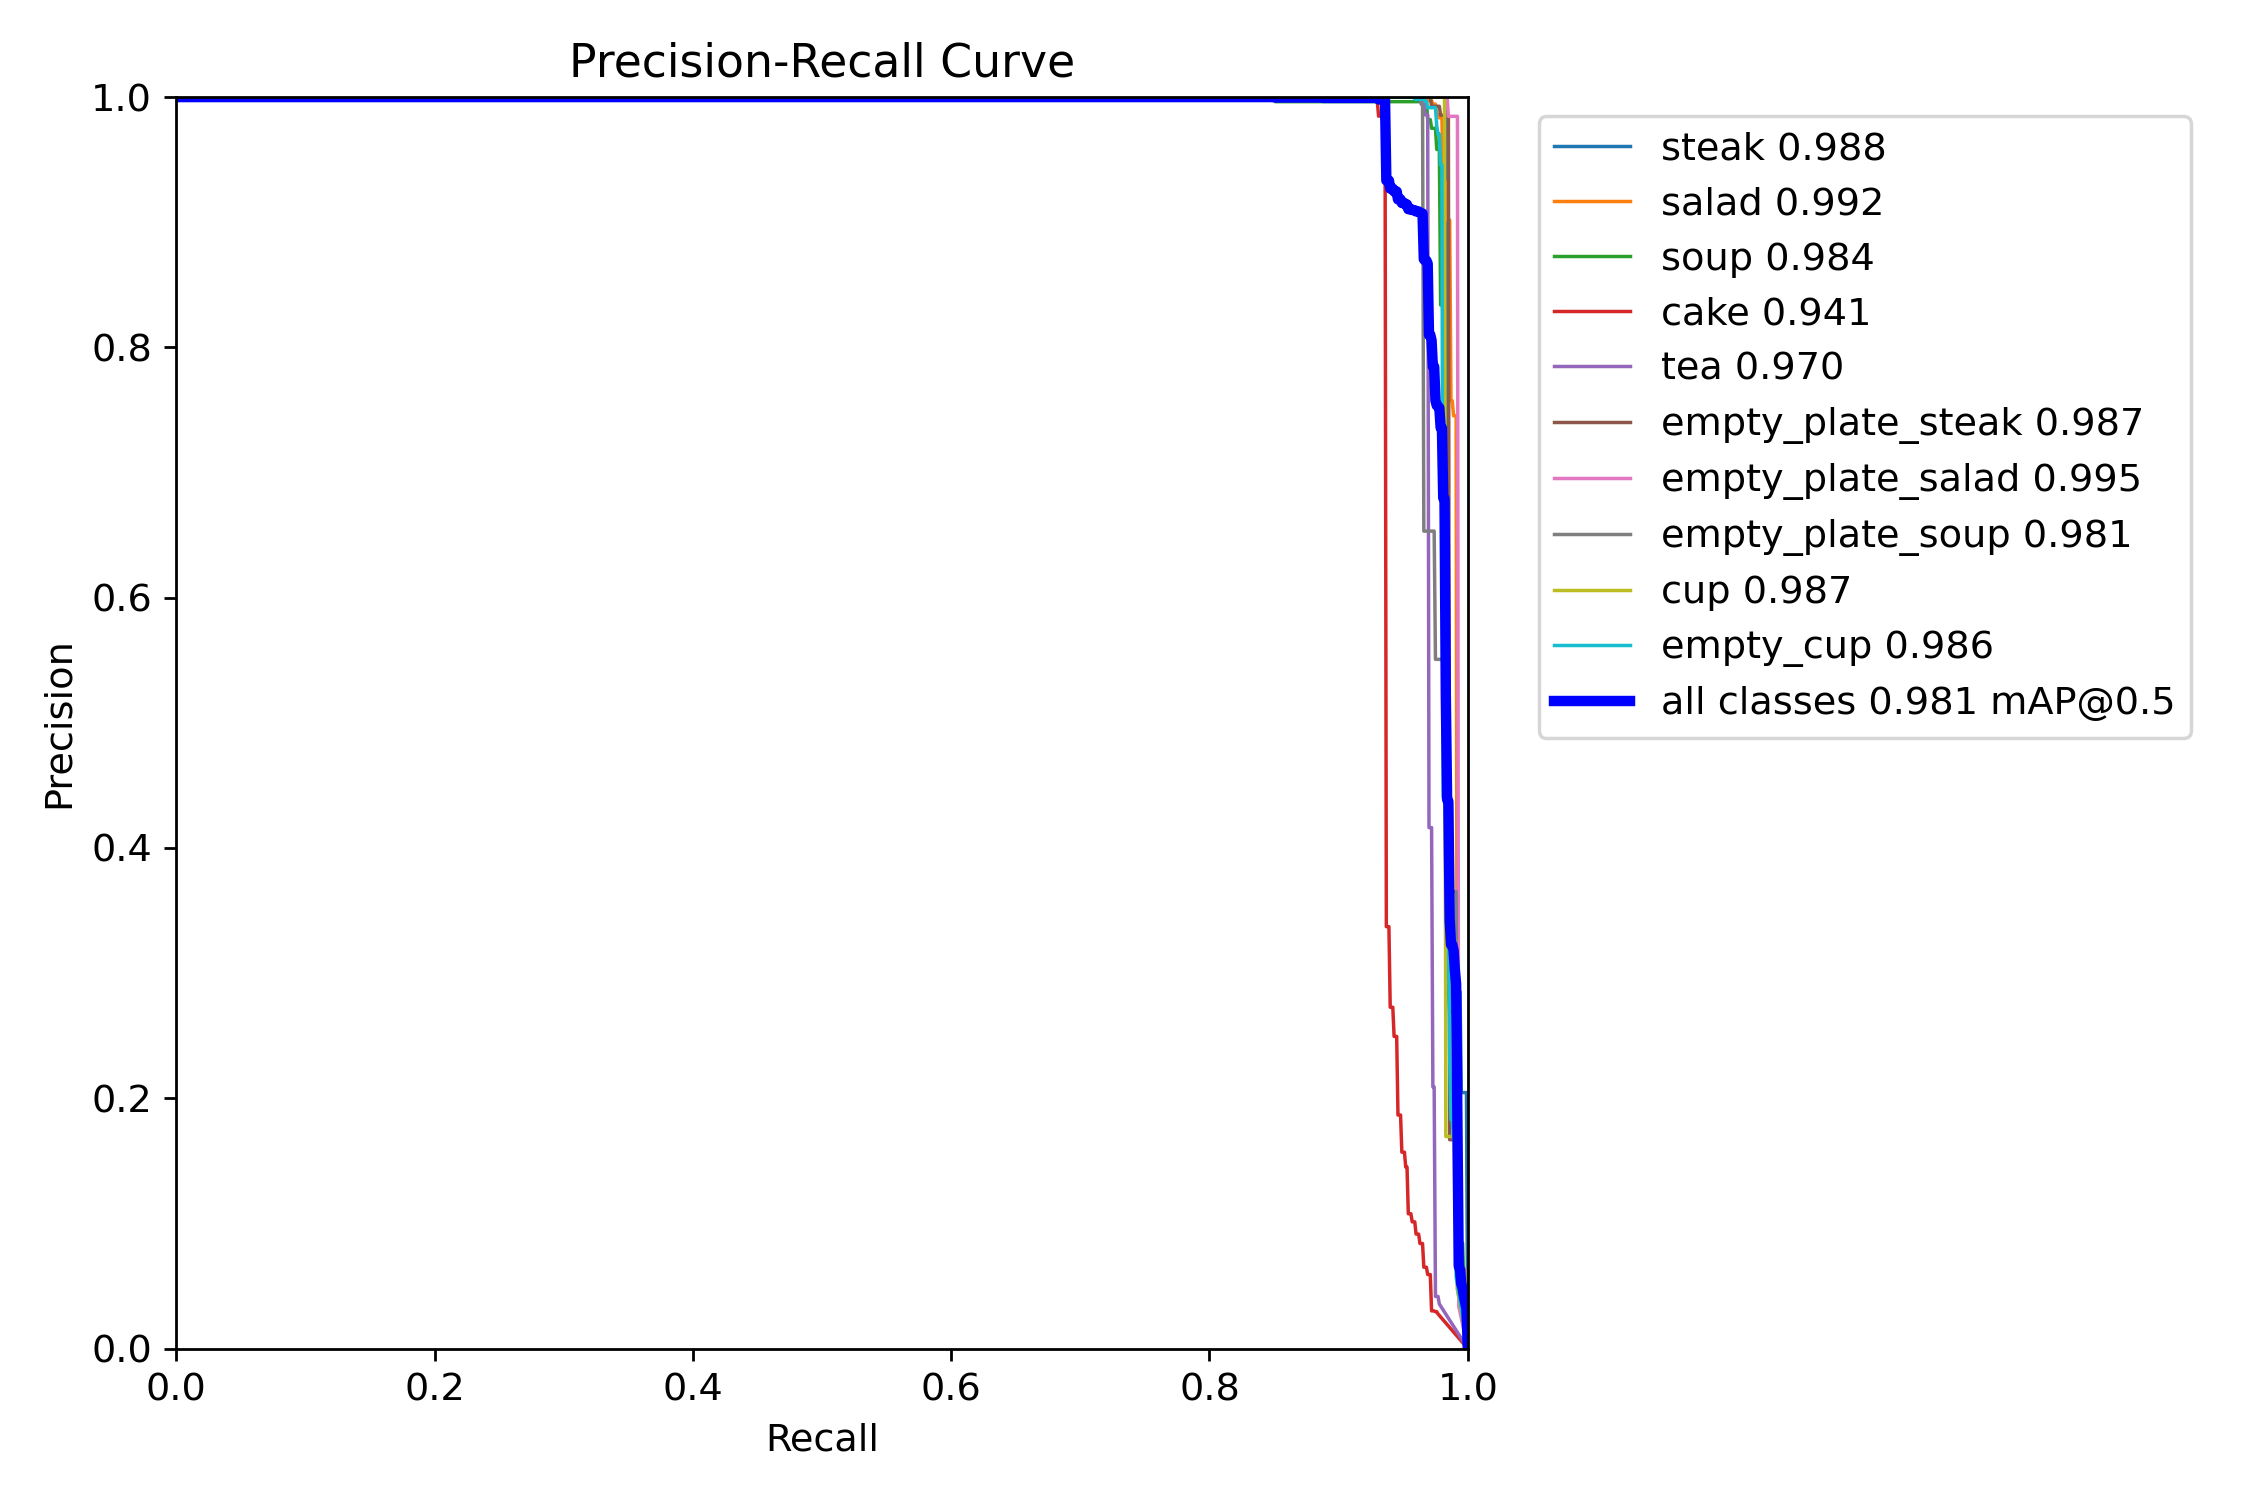 Precision-Recall Curve
1.0
0.8
0.6
0.4
0.2
0.0
Precision
0.0 0.2 0.4 0.6 0.8 1.0
Recall
steak 0.988
salad 0.992
soup 0.984
cake 0.941
tea 0.970
empty_plate_steak 0.987
empty_plate_salad 0.995
empty_plate_soup 0.981
cup 0.987
empty_cup 0.986
all classes 0.981 mAP@0.5